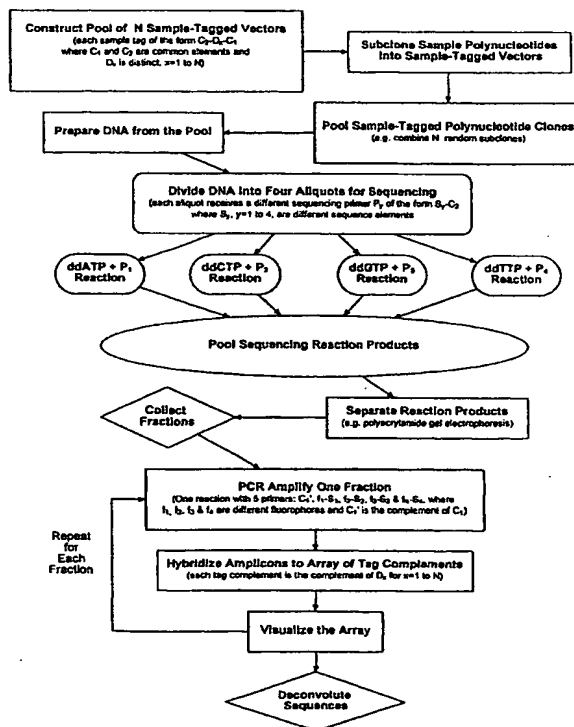 Construct Pool of N Sample-Tagged Vectors
(each sample tag of the form C₂-Dₓ-C₁
where C₁ and C₂ are common elements and
Dₓ is distinct, x=1 to N)
Subclone Sample Polynucleotides
into Sample-Tagged Vectors
Pool Sample-Tagged Polynucleotide Clones
(e.g. combine N random subclones)
Prepare DNA from the Pool
Divide DNA into Four Aliquots for Sequencing
(each aliquot receives a different sequencing primer Pᵧ of the form Sᵧ-C₂
where Sᵧ, y=1 to 4, are different sequence elements
ddATP + P₁
Reaction
ddCTP + P₂
Reaction
ddGTP + P₃
Reaction
ddTTP + P₄
Reaction
Pool Sequencing Reaction Products
Separate Reaction Products
(e.g. polyacrylamide gel electrophoresis)
Collect
Fractions
PCR Amplify One Fraction
(One reaction with 5 primers: C₁', f₁-S₁, f₂-S₂, f₃-S₃ & f₄-S₄, where
f₁, f₂, f₃ & f₄ are different fluorophores and C₁' is the complement of C₁)
Repeat
for
Each
Fraction
Hybridize Amplicons to Array of Tag Complements
(each tag complement is the complement of Dₓ for x=1 to N)
Visualize the Array
Deconvolute
Sequences